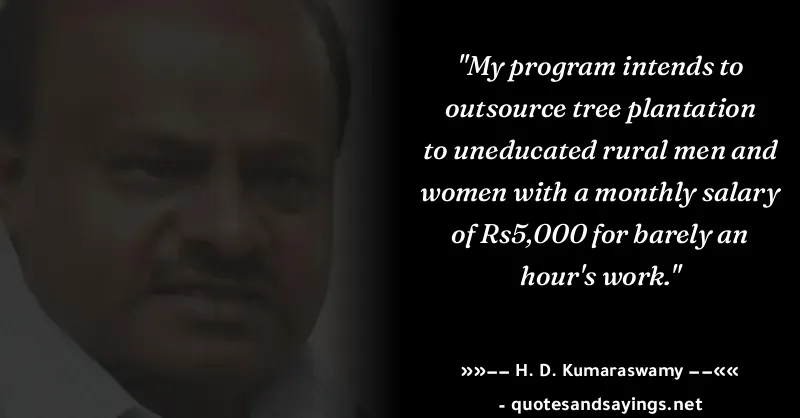 "My program intends to
outsource tree plantation
to uneducated rural men and
women with a monthly salary
of Rs5,000 for barely an
hour's work."
»»−− H. D. Kumaraswamy −−««
- quotesandsayings.net